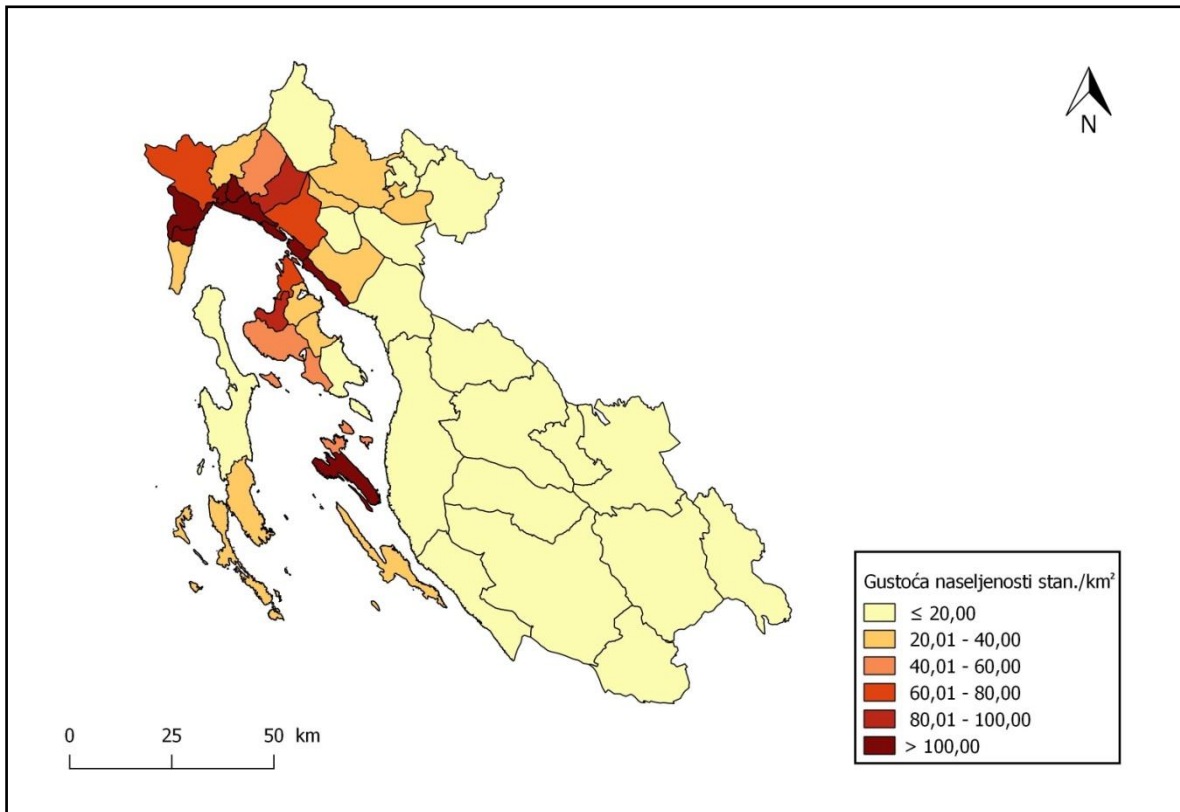 N
Gustoća naseljenosti stan./km²
≤ 20,00
20,01 - 40,00
40,01 - 60,00
60,01 - 80,00
80,01 - 100,00
> 100,00
0 25 50 km